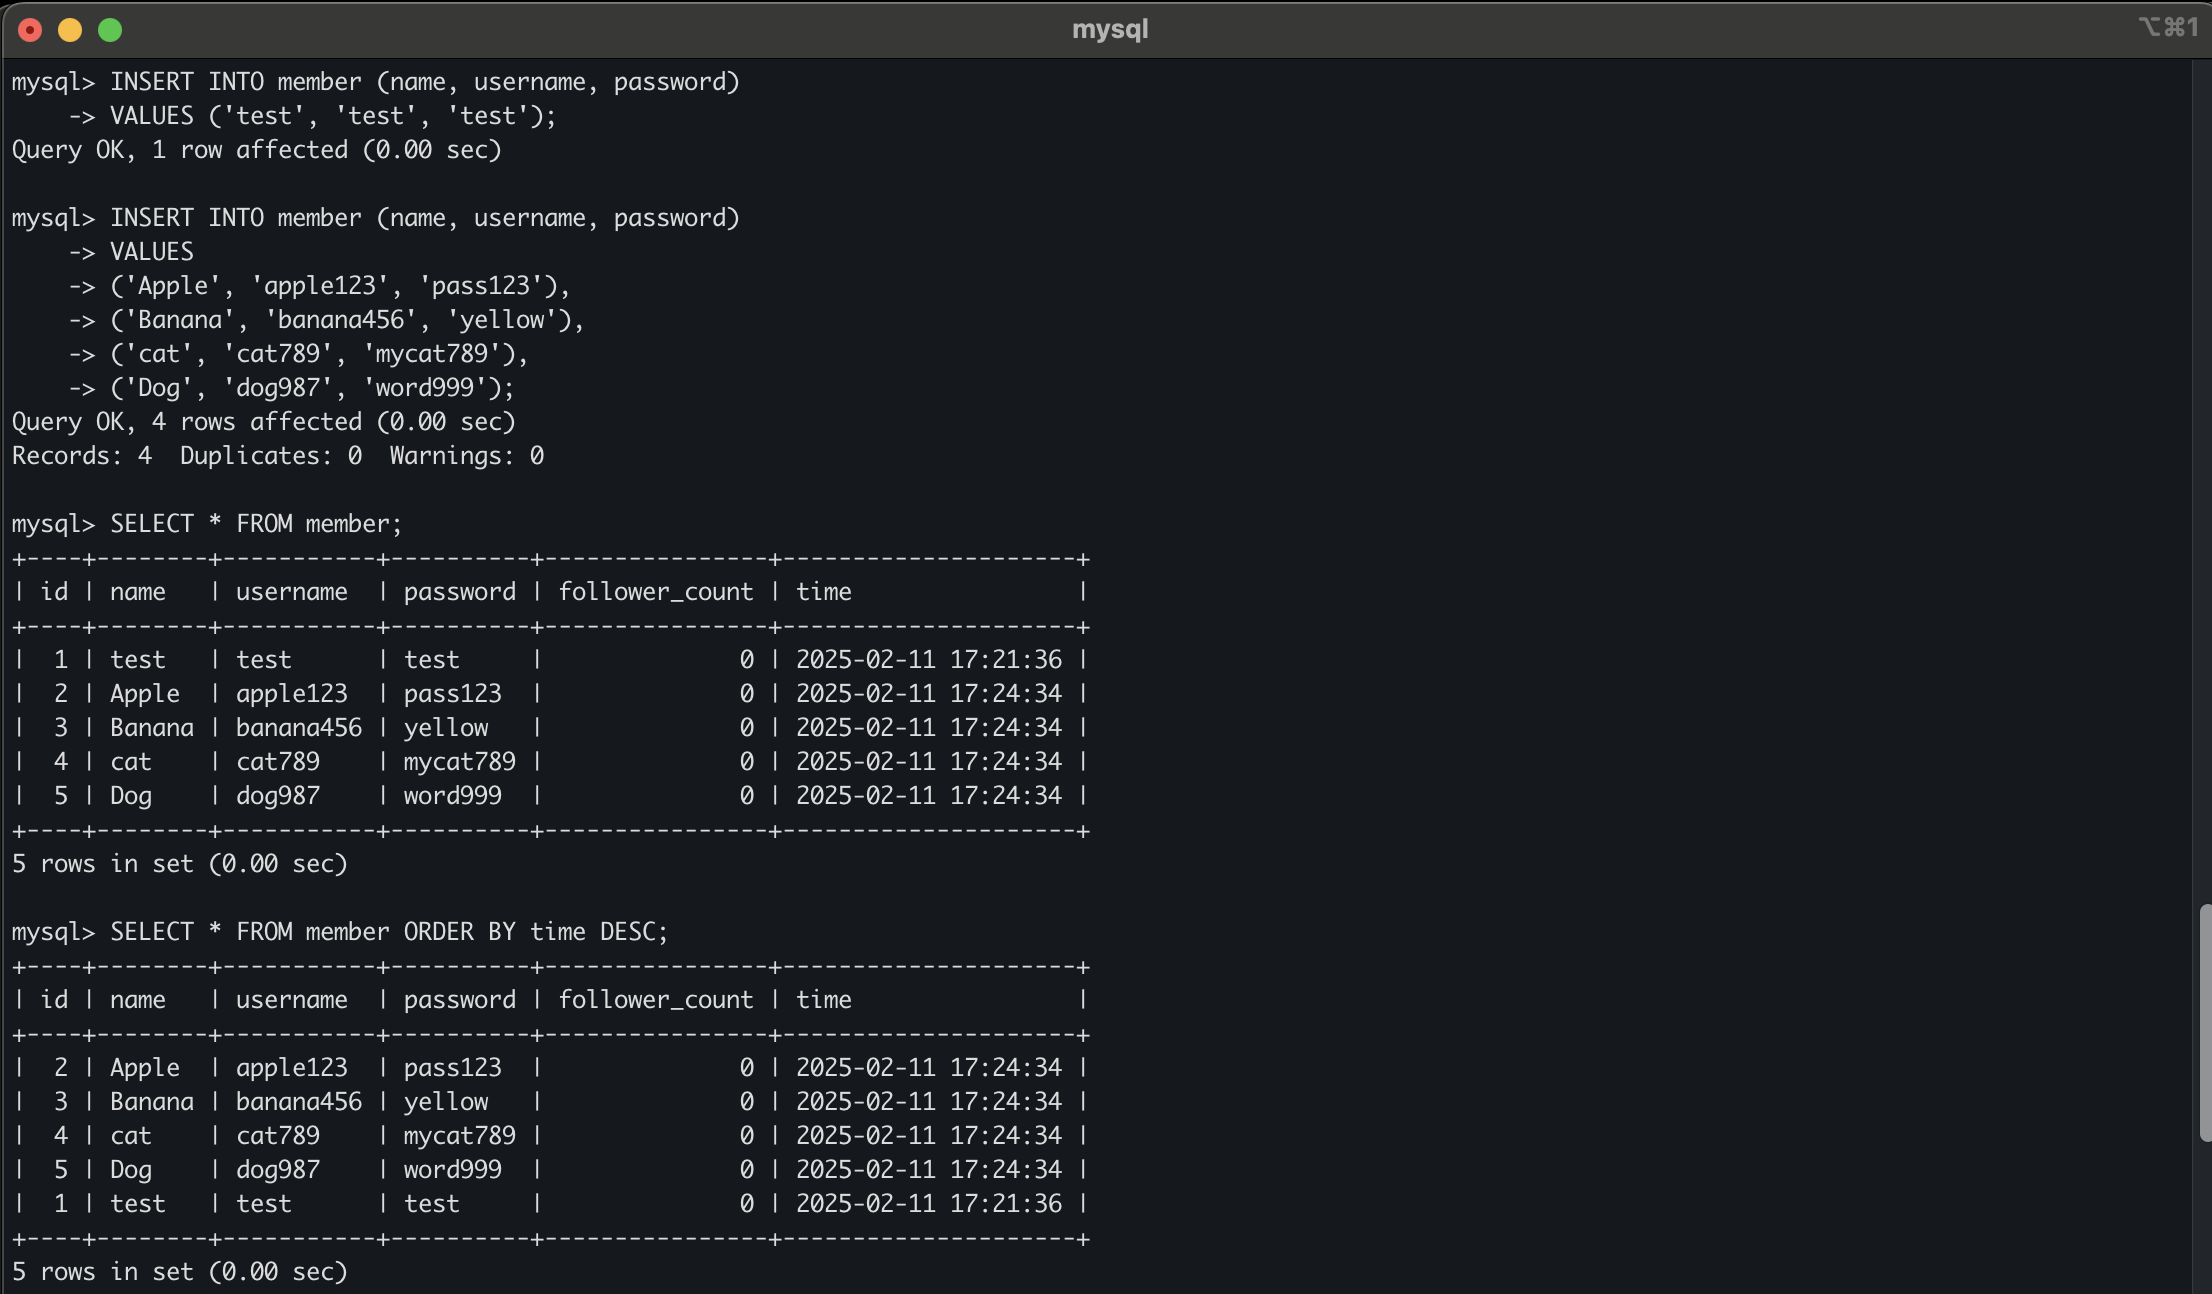 mysql
⌥⌘1
mysql> INSERT INTO member (name, username, password)
    -> VALUES ('test', 'test', 'test');
Query OK, 1 row affected (0.00 sec)

mysql> INSERT INTO member (name, username, password)
    -> VALUES
    -> ('Apple', 'apple123', 'pass123'),
    -> ('Banana', 'banana456', 'yellow'),
    -> ('cat', 'cat789', 'mycat789'),
    -> ('Dog', 'dog987', 'word999');
Query OK, 4 rows affected (0.00 sec)
Records: 4  Duplicates: 0  Warnings: 0

mysql> SELECT * FROM member;
+----+--------+-----------+----------+----------------+---------------------+
| id | name   | username  | password | follower_count | time                |
+----+--------+-----------+----------+----------------+---------------------+
|  1 | test   | test      | test     |              0 | 2025-02-11 17:21:36 |
|  2 | Apple  | apple123  | pass123  |              0 | 2025-02-11 17:24:34 |
|  3 | Banana | banana456 | yellow   |              0 | 2025-02-11 17:24:34 |
|  4 | cat    | cat789    | mycat789 |              0 | 2025-02-11 17:24:34 |
|  5 | Dog    | dog987    | word999  |              0 | 2025-02-11 17:24:34 |
+----+--------+-----------+----------+----------------+---------------------+
5 rows in set (0.00 sec)

mysql> SELECT * FROM member ORDER BY time DESC;
+----+--------+-----------+----------+----------------+---------------------+
| id | name   | username  | password | follower_count | time                |
+----+--------+-----------+----------+----------------+---------------------+
|  2 | Apple  | apple123  | pass123  |              0 | 2025-02-11 17:24:34 |
|  3 | Banana | banana456 | yellow   |              0 | 2025-02-11 17:24:34 |
|  4 | cat    | cat789    | mycat789 |              0 | 2025-02-11 17:24:34 |
|  5 | Dog    | dog987    | word999  |              0 | 2025-02-11 17:24:34 |
|  1 | test   | test      | test     |              0 | 2025-02-11 17:21:36 |
+----+--------+-----------+----------+----------------+---------------------+
5 rows in set (0.00 sec)